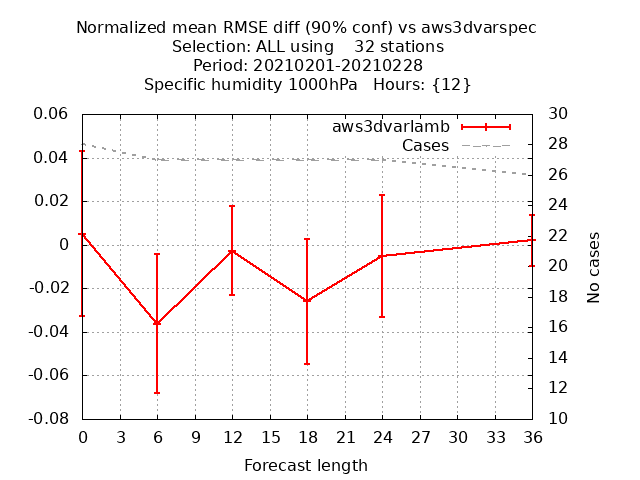 Normalized mean RMSE diff (90% conf) vs aws3dvarspec
Selection: ALL using    32 stations
Period: 20210201-20210228
Specific humidity 1000hPa   Hours: {12}
aws3dvarlamb
Cases
0.06
0.04
0.02
0
-0.02
-0.04
-0.06
-0.08
30
28
26
24
22
20
18
16
14
12
10
No cases
0 3 6 9 12 15 18 21 24 27 30 33 36
Forecast length